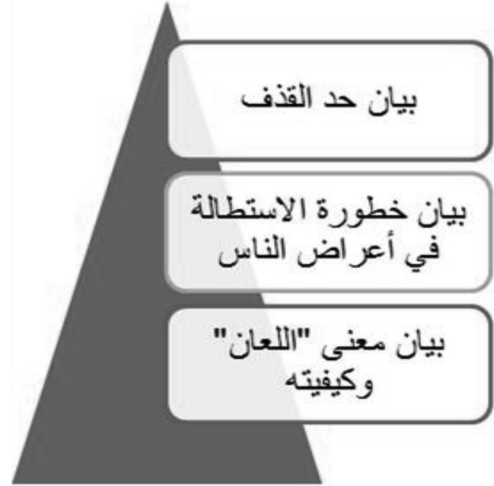 بيان حد القذف
بيان خطورة الاستطالة
في أعراض الناس
بيان معنى "اللعان"
وكيفيته